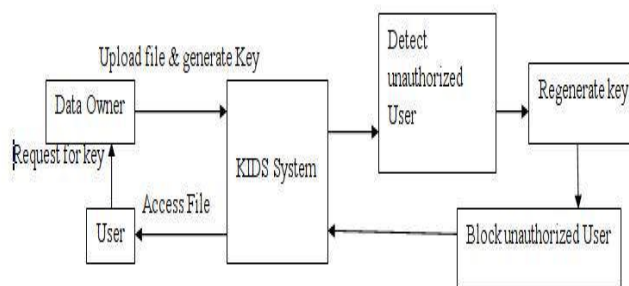 Upload file & generate Key
Data Owner
Request for key
User
Access File
KIDS System
Detect
unauthorized
User
Regenerate key
Block unauthorized User